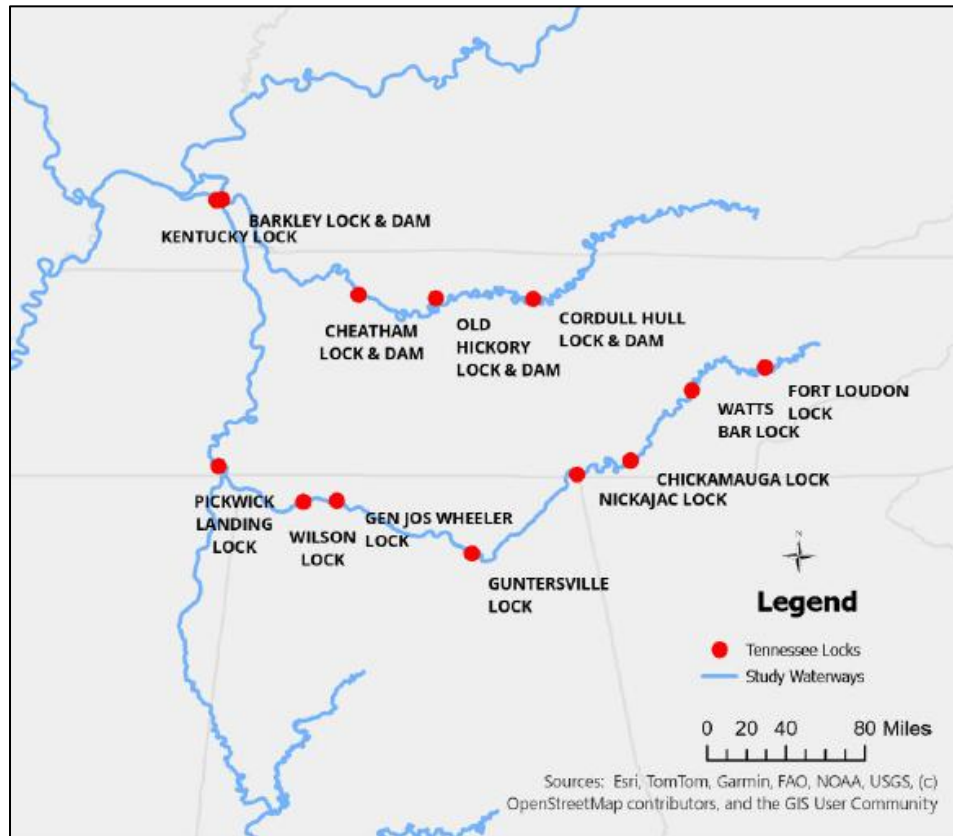 BARKLEY LOCK & DAM
KENTUCKY LOCK
CHEATHAM
LOCK & DAM
OLD
HICKORY
LOCK & DAM
CORDULL HULL
LOCK & DAM
FORT LOUDON
LOCK
WATTS
BAR LOCK
CHICKAMAUGA LOCK
NICKAJAC LOCK
PICKWICK
LANDING
LOCK
WILSON
LOCK
GEN JOS WHEELER
LOCK
GUNTERSVILLE
LOCK
N
Legend
Tennessee Locks
Study Waterways
0 20 40 80 Miles
Sources: Esri, TomTom, Garmin, FAO, NOAA, USGS, (c)
OpenStreetMap contributors, and the GIS User Community